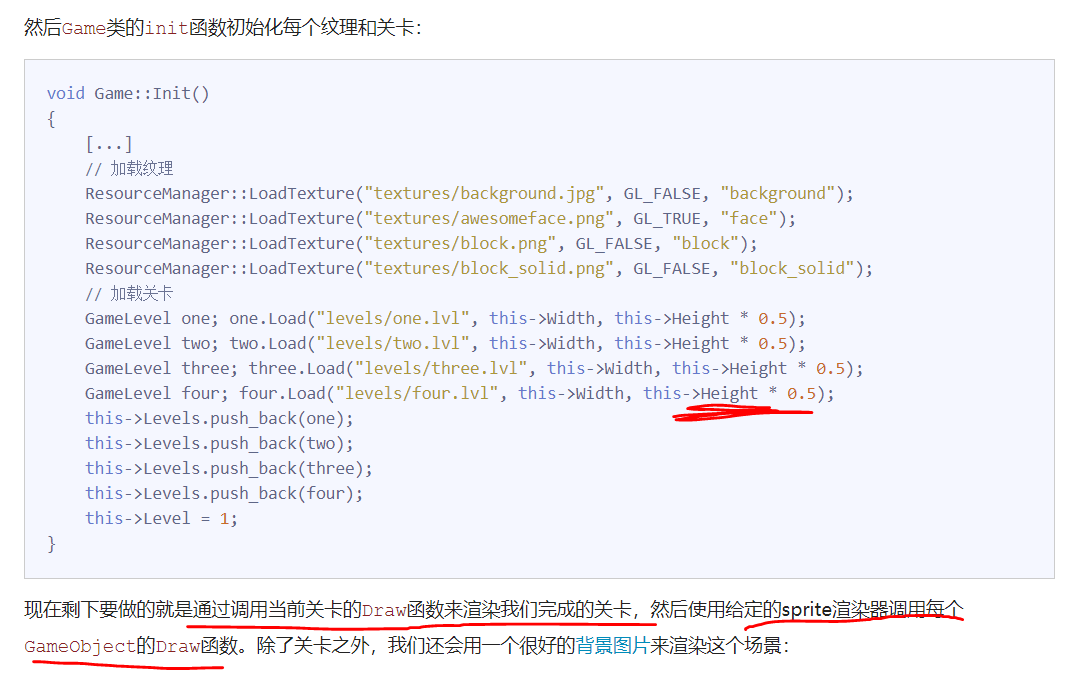 然后Game类的init函数初始化每个纹理和关卡：
void Game::Init()
{
[...]
// 加载纹理
ResourceManager::LoadTexture("textures/background.jpg", GL_FALSE, "background");
ResourceManager::LoadTexture("textures/awesomeface.png", GL_TRUE, "face");
ResourceManager::LoadTexture("textures/block.png", GL_FALSE, "block");
ResourceManager::LoadTexture("textures/block_solid.png", GL_FALSE, "block_solid");
// 加载关卡
GameLevel one; one.Load("levels/one.lvl", this->Width, this->Height * 0.5);
GameLevel two; two.Load("levels/two.lvl", this->Width, this->Height * 0.5);
GameLevel three; three.Load("levels/three.lvl", this->Width, this->Height * 0.5);
GameLevel four; four.Load("levels/four.lvl", this->Width, this->Height * 0.5);
this->Levels.push_back(one);
this->Levels.push_back(two);
this->Levels.push_back(three);
this->Levels.push_back(four);
this->Level = 1;
}
现在剩下要做的就是通过调用当前关卡的Draw函数来渲染我们完成的关卡，然后使用给定的sprite渲染器调用每个
GameObject的Draw函数。除了关卡之外，我们还会用一个很好的背景图片来渲染这个场景：